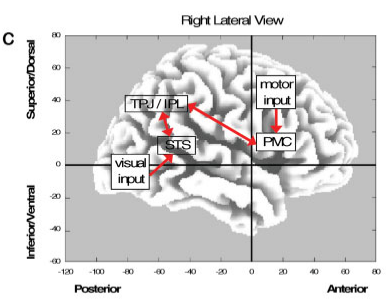 Right Lateral View
C
Superior/Dorsal
Inferior/Ventral
80
60
40
20
0
-20
-40
-60
TPJ / IPL
motor
input
STS
PMC
visual
input
-120 -100 -80 -60 -40 -20 0 20 40 60 80
Posterior
Anterior